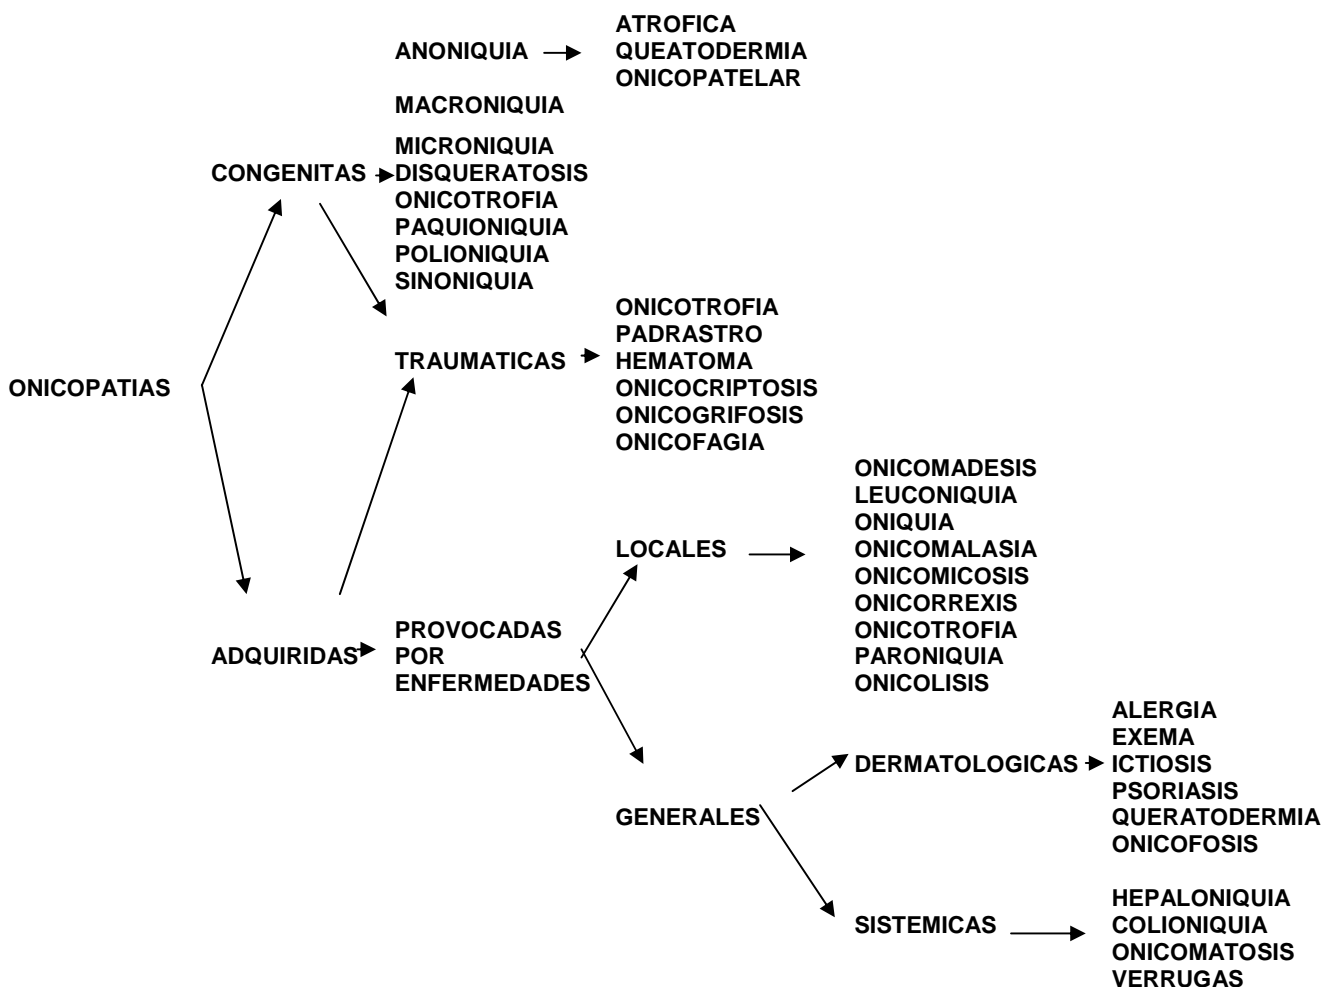 ATROFICA
ANONIQUIA
QUEATODERMIA
ONICOPATELAR
MACRONIQUIA
MICRONIQUIA
CONGENITAS
DISQUERATOSIS
ONICOTROFIA
PAQUIONIQUIA
POLIONIQUIA
SINONIQUIA
ONICOTROFIA
PADRASTRO
TRAUMATICAS
HEMATOMA
ONICOPATIAS
ONICOCRIPTOSIS
ONICOGRIFOSIS
ONICOFAGIA
ONICOMADESIS
LEUCONIQUIA
ONIQUIA
LOCALES
ONICOMALASIA
ONICOMICOSIS
ONICORREXIS
ONICOTROFIA
PARONIQUIA
ONICOLISIS
ADQUIRIDAS
PROVOCADAS
POR
ENFERMEDADES
ALERGIA
EXEMA
DERMATOLOGICAS
ICTIOSIS
PSORIASIS
GENERALES
QUERATODERMIA
ONICOFOSIS
HEPALONIQUIA
SISTEMICAS
COLIONIQUIA
ONICOMATOSIS
VERRUGAS